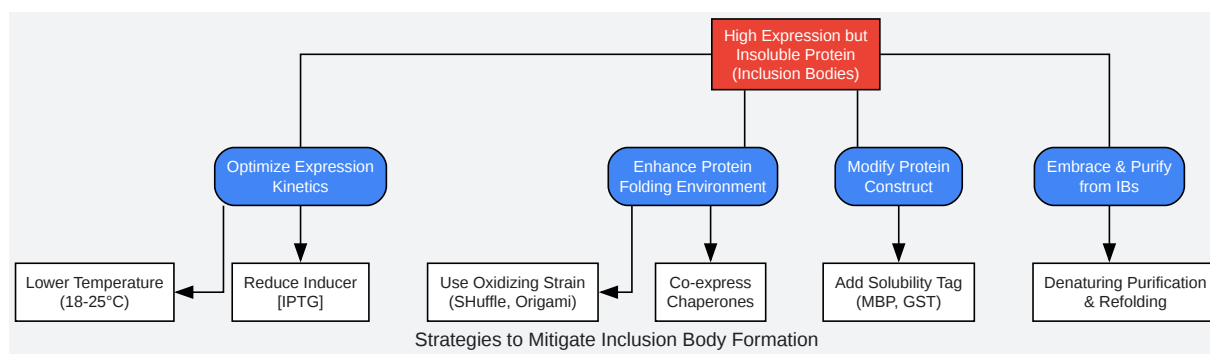 High Expression but
Insoluble Protein
(Inclusion Bodies)
Optimize Expression
Kinetics
Enhance Protein
Folding Environment
Modify Protein
Construct
Embrace & Purify
from IBs
Lower Temperature
(18-25°C)
Reduce Inducer
[IPTG]
Use Oxidizing Strain
(SHuffle, Origami)
Co-express
Chaperones
Add Solubility Tag
(MBP, GST)
Denaturing Purification
& Refolding
Strategies to Mitigate Inclusion Body Formation